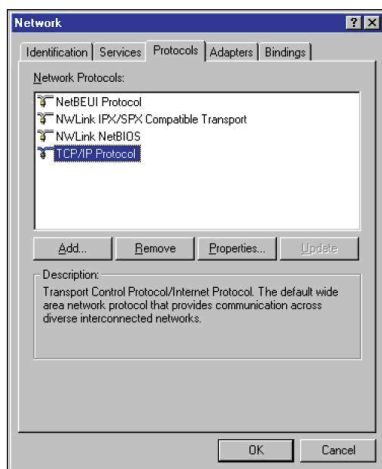 Network
Identification Services Protocols Adapters Bindings
Network Protocols:
NetBEUI Protocol
NWLink IPX/SPX Compatible Transport
NWLink NetBIOS
TCP/IP Protocol
Add... Remove Properties... Update
Description:
Transport Control Protocol/Internet Protocol. The default wide
area network protocol that provides communication across
diverse interconnected networks.
OK Cancel